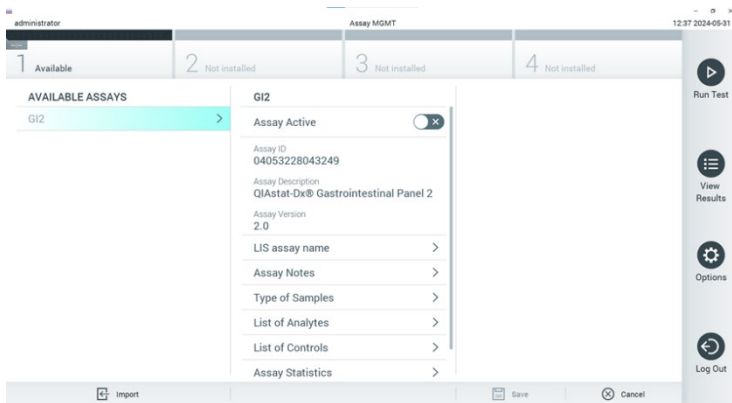 administrator
Assay MGMT
12:37 2024-05-31
1 Available
2 Not installed
3 Not installed
4 Not installed
AVAILABLE ASSAYS
GI2
GI2
Assay Active
Assay ID
04053228043249
Assay Description
QIAstat-Dx® Gastrointestinal Panel 2
Assay Version
2.0
LIS assay name
Assay Notes
Type of Samples
List of Analytes
List of Controls
Assay Statistics
Run Test
View
Results
Options
Log Out
Import
Save
Cancel